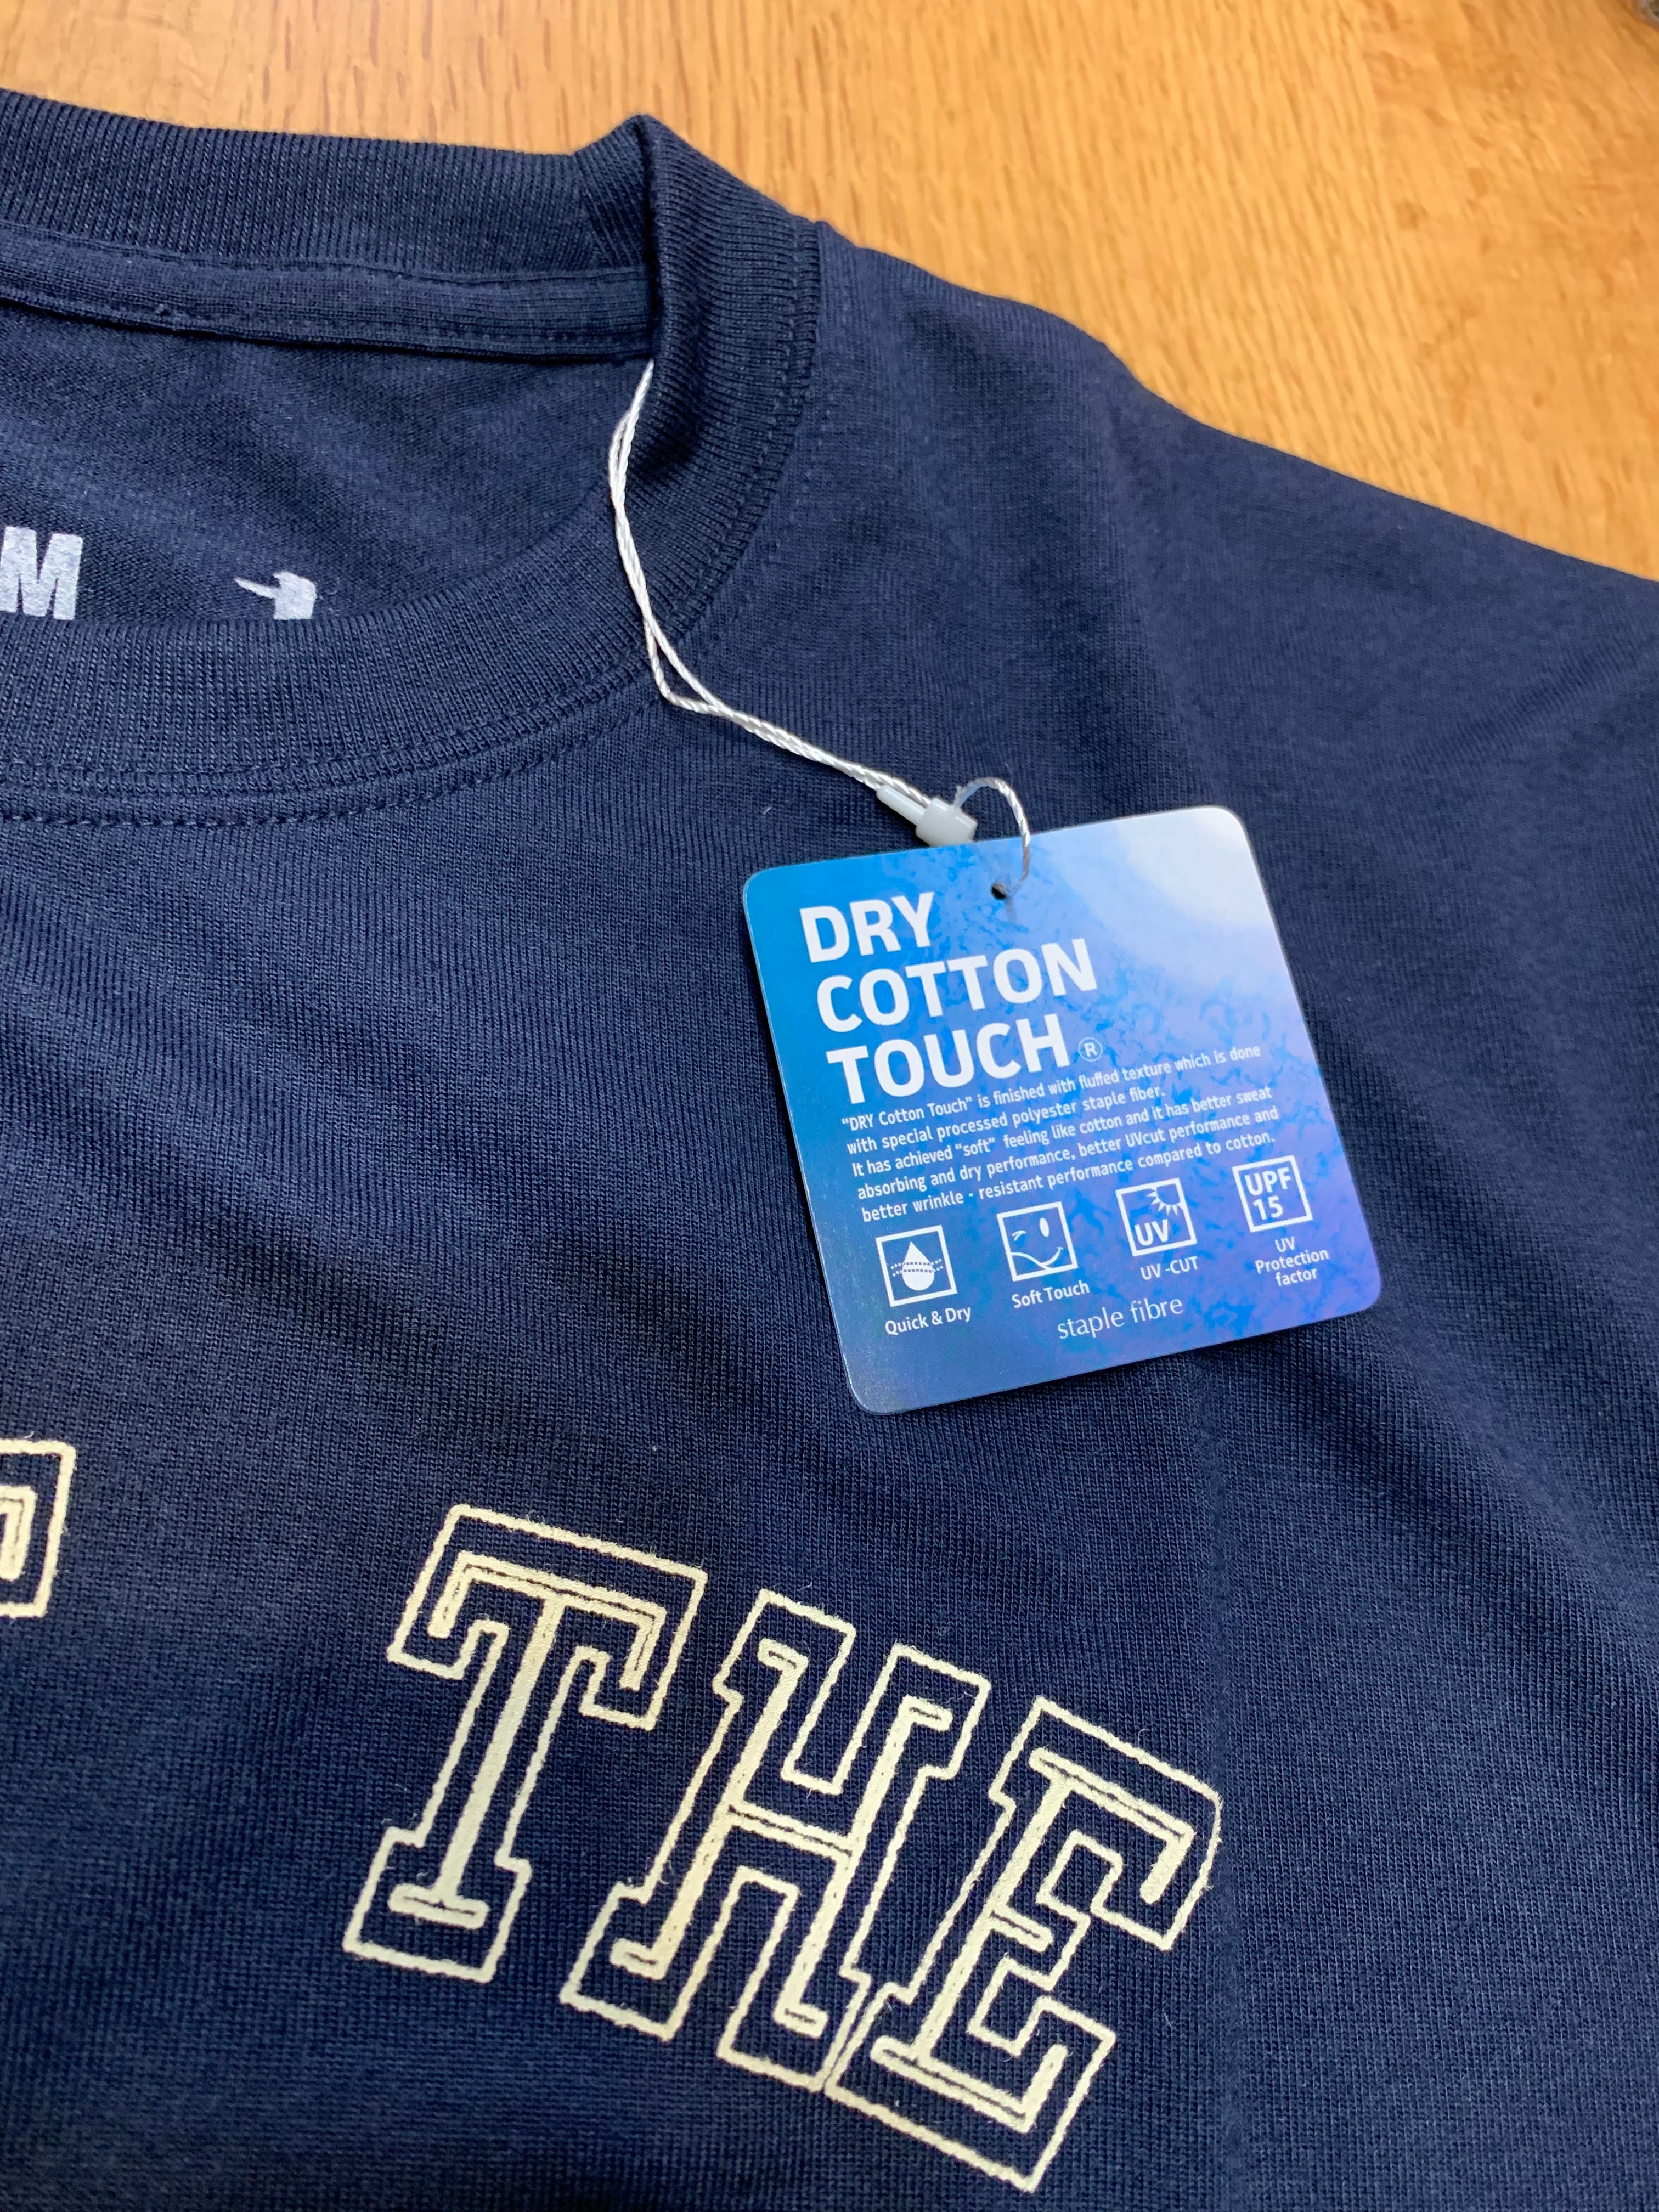 M
DRY
COTTON
TOUCH®
"DRY Cotton Touch" is finished with fluffed texture which is done
with special processed polyester staple fiber.
It has achieved "soft" feeling like cotton and it has better sweat
absorbing and dry performance, better UVcut performance and
better wrinkle - resistant performance compared to cotton.
UV
UPF
15
Quick & Dry
Soft Touch
UV -CUT
UV
Protection
factor
staple fibre
THE